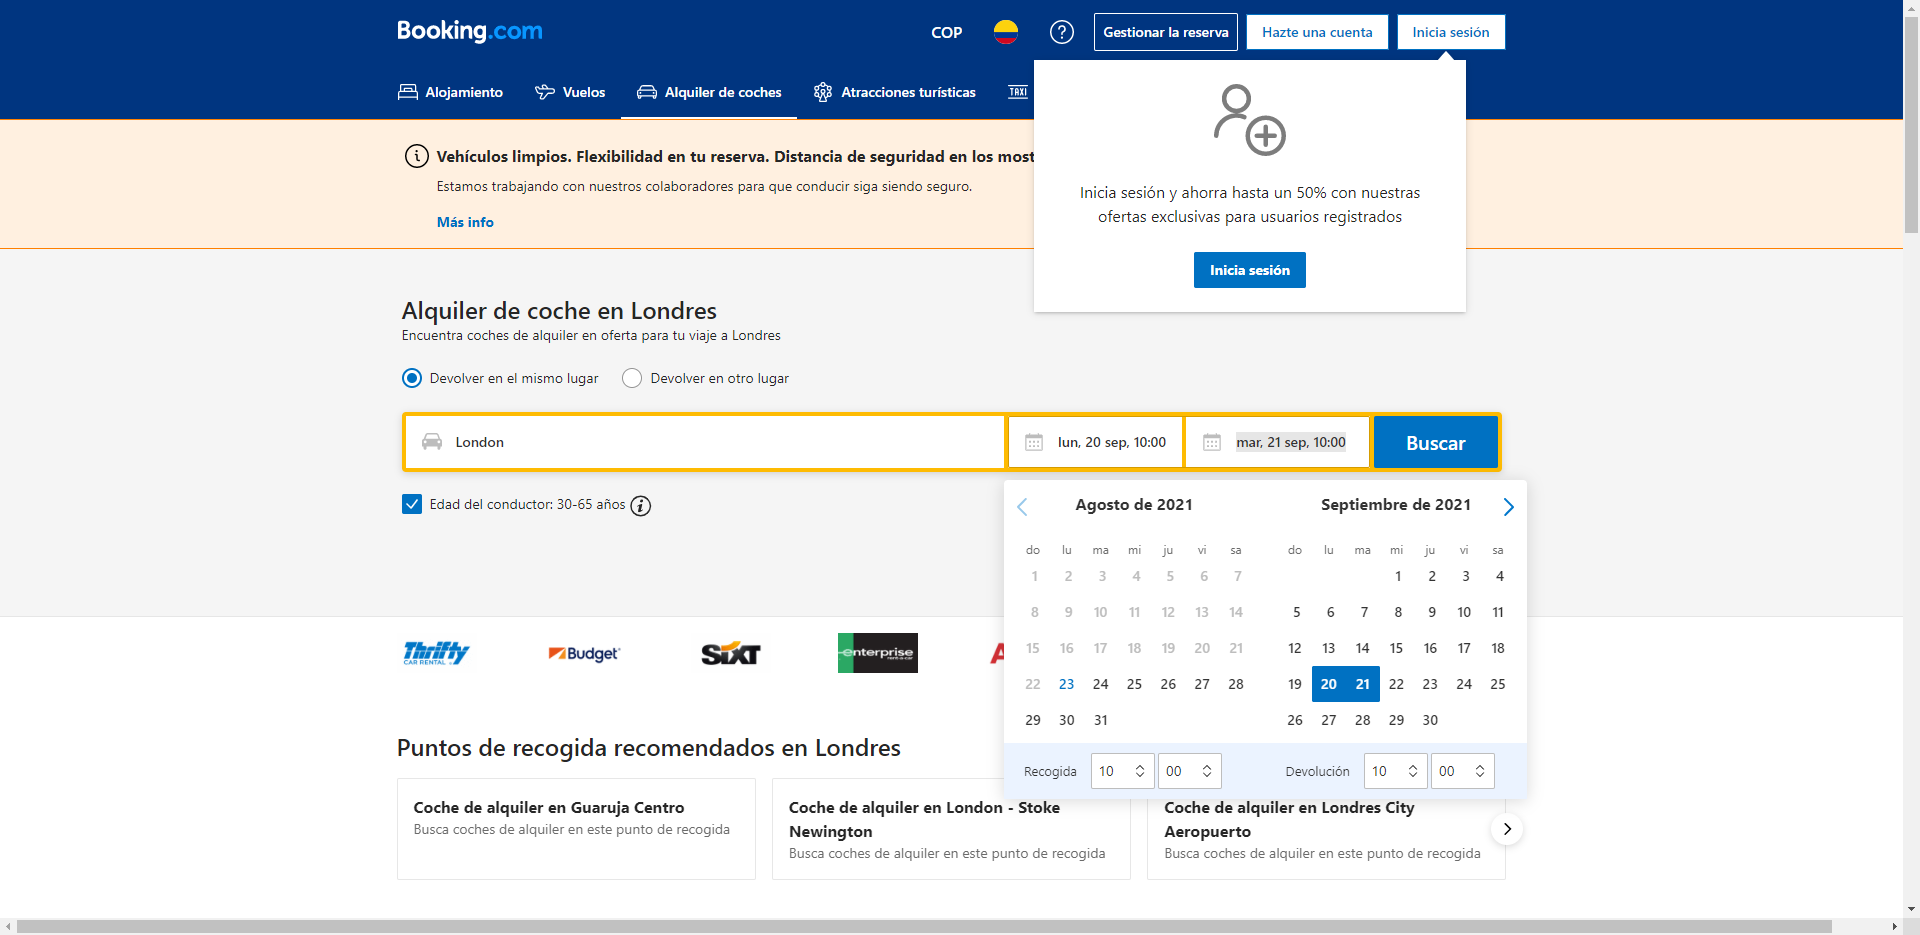 Booking.com
COP
Gestionar la reserva
Hazte una cuenta
Inicia sesión
Alojamiento
Vuelos
Alquiler de coches
Atracciones turísticas
TAXI
Inicia sesión y ahorra hasta un 50% con nuestras
ofertas exclusivas para usuarios registrados
Inicia sesión
Vehículos limpios. Flexibilidad en tu reserva. Distancia de seguridad en los most
Estamos trabajando con nuestros colaboradores para que conducir siga siendo seguro.
Más info
Alquiler de coche en Londres
Encuentra coches de alquiler en oferta para tu viaje a Londres
Devolver en el mismo lugar
Devolver en otro lugar
London
lun, 20 sep, 10:00
mar, 21 sep, 10:00
Buscar
Edad del conductor: 30-65 años
Agosto de 2021
do lu ma mi ju vi sa
1 2 3 4 5 6 7
8 9 10 11 12 13 14
15 16 17 18 19 20 21
22 23 24 25 26 27 28
29 30 31
Septiembre de 2021
do lu ma mi ju vi sa
1 2 3 4
5 6 7 8 9 10 11
12 13 14 15 16 17 18
19 20 21 22 23 24 25
26 27 28 29 30
Recogida 10 00
Devolución 10 00
Thrifty
CAR RENTAL
Budget
SIXT
enterprise
rent-a-car
A
Puntos de recogida recomendados en Londres
Coche de alquiler en Guaruja Centro
Busca coches de alquiler en este punto de recogida
Coche de alquiler en London - Stoke
Newington
Busca coches de alquiler en este punto de recogida
Coche de alquiler en Londres City
Aeropuerto
Busca coches de alquiler en este punto de recogida